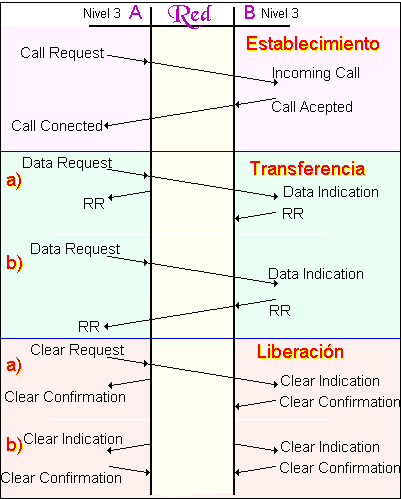 Nivel 3 A Red B Nivel 3
Establecimiento
Call Request
Incoming Call
Call Acepted
Call Conected
Data Request
Transferencia
a)
Data Indication
RR
RR
b)
Data Request
Data Indication
RR
RR
Clear Request
Liberación
a)
Clear Indication
Clear Confirmation
Clear Confirmation
b)
Clear Indication
Clear Indication
Clear Confirmation
Clear Confirmation